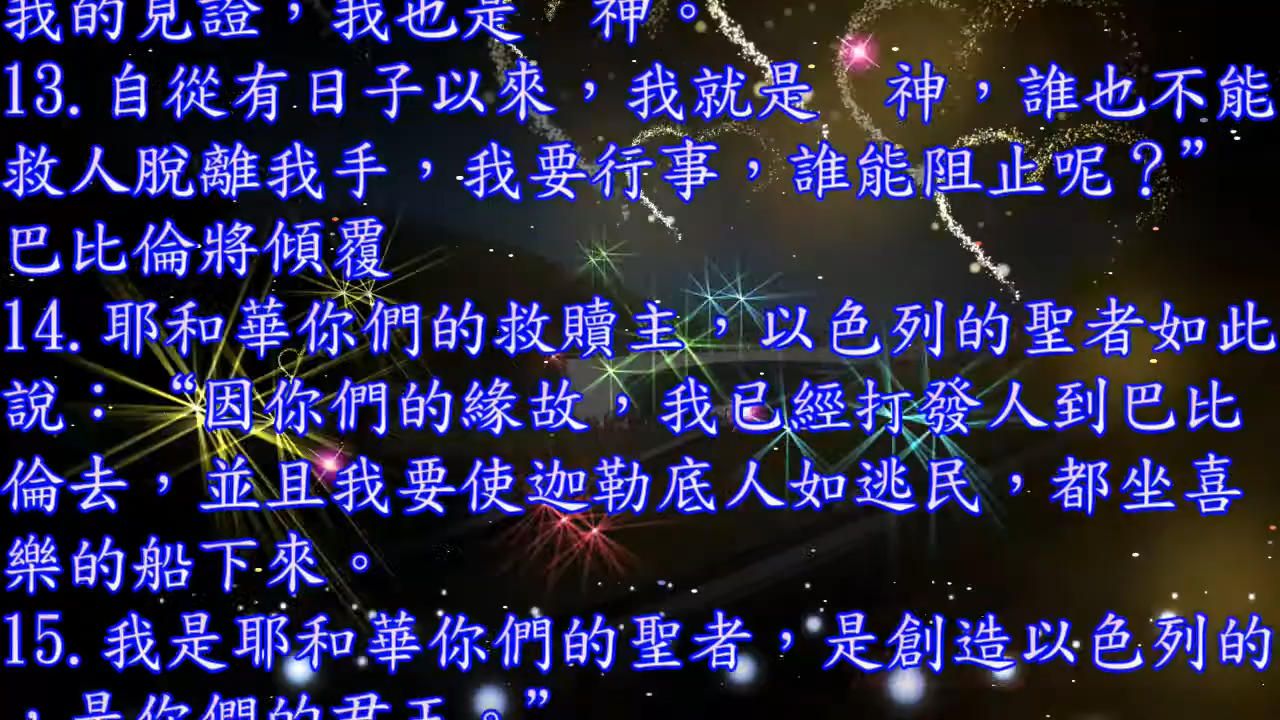 我的見證，我也是　神。
13. 自從有日子以來，我就是　神，誰也不能
救人脫離我手，我要行事，誰能阻止呢？”
巴比倫將傾覆
14. 耶和華你們的救贖主，以色列的聖者如此
說：“因你們的緣故，我已經打發人到巴比
倫去，並且我要使迦勒底人如逃民，都坐喜
樂的船下來。
15. 我是耶和華你們的聖者，是創造以色列的
，是你們的君王。”